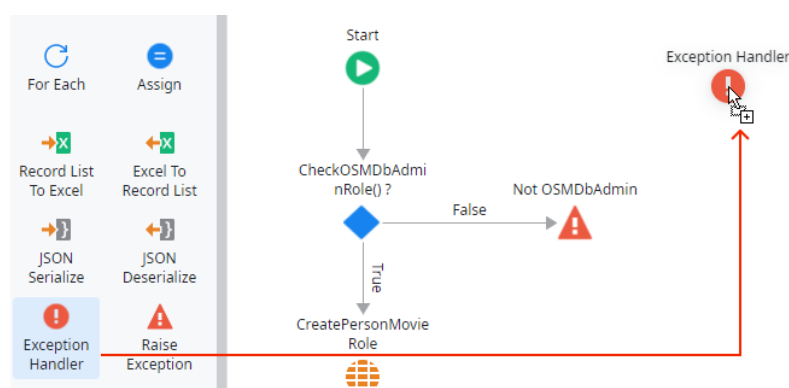 For Each
Assign
Record List
To Excel
Excel To
Record List
JSON
Serialize
JSON
Deserialize
Exception
Handler
Raise
Exception
Start
CheckOSMDbAdmi
nRole() ?
False
Not OSMDbAdmin
True
CreatePersonMovie
Role
Exception Handler